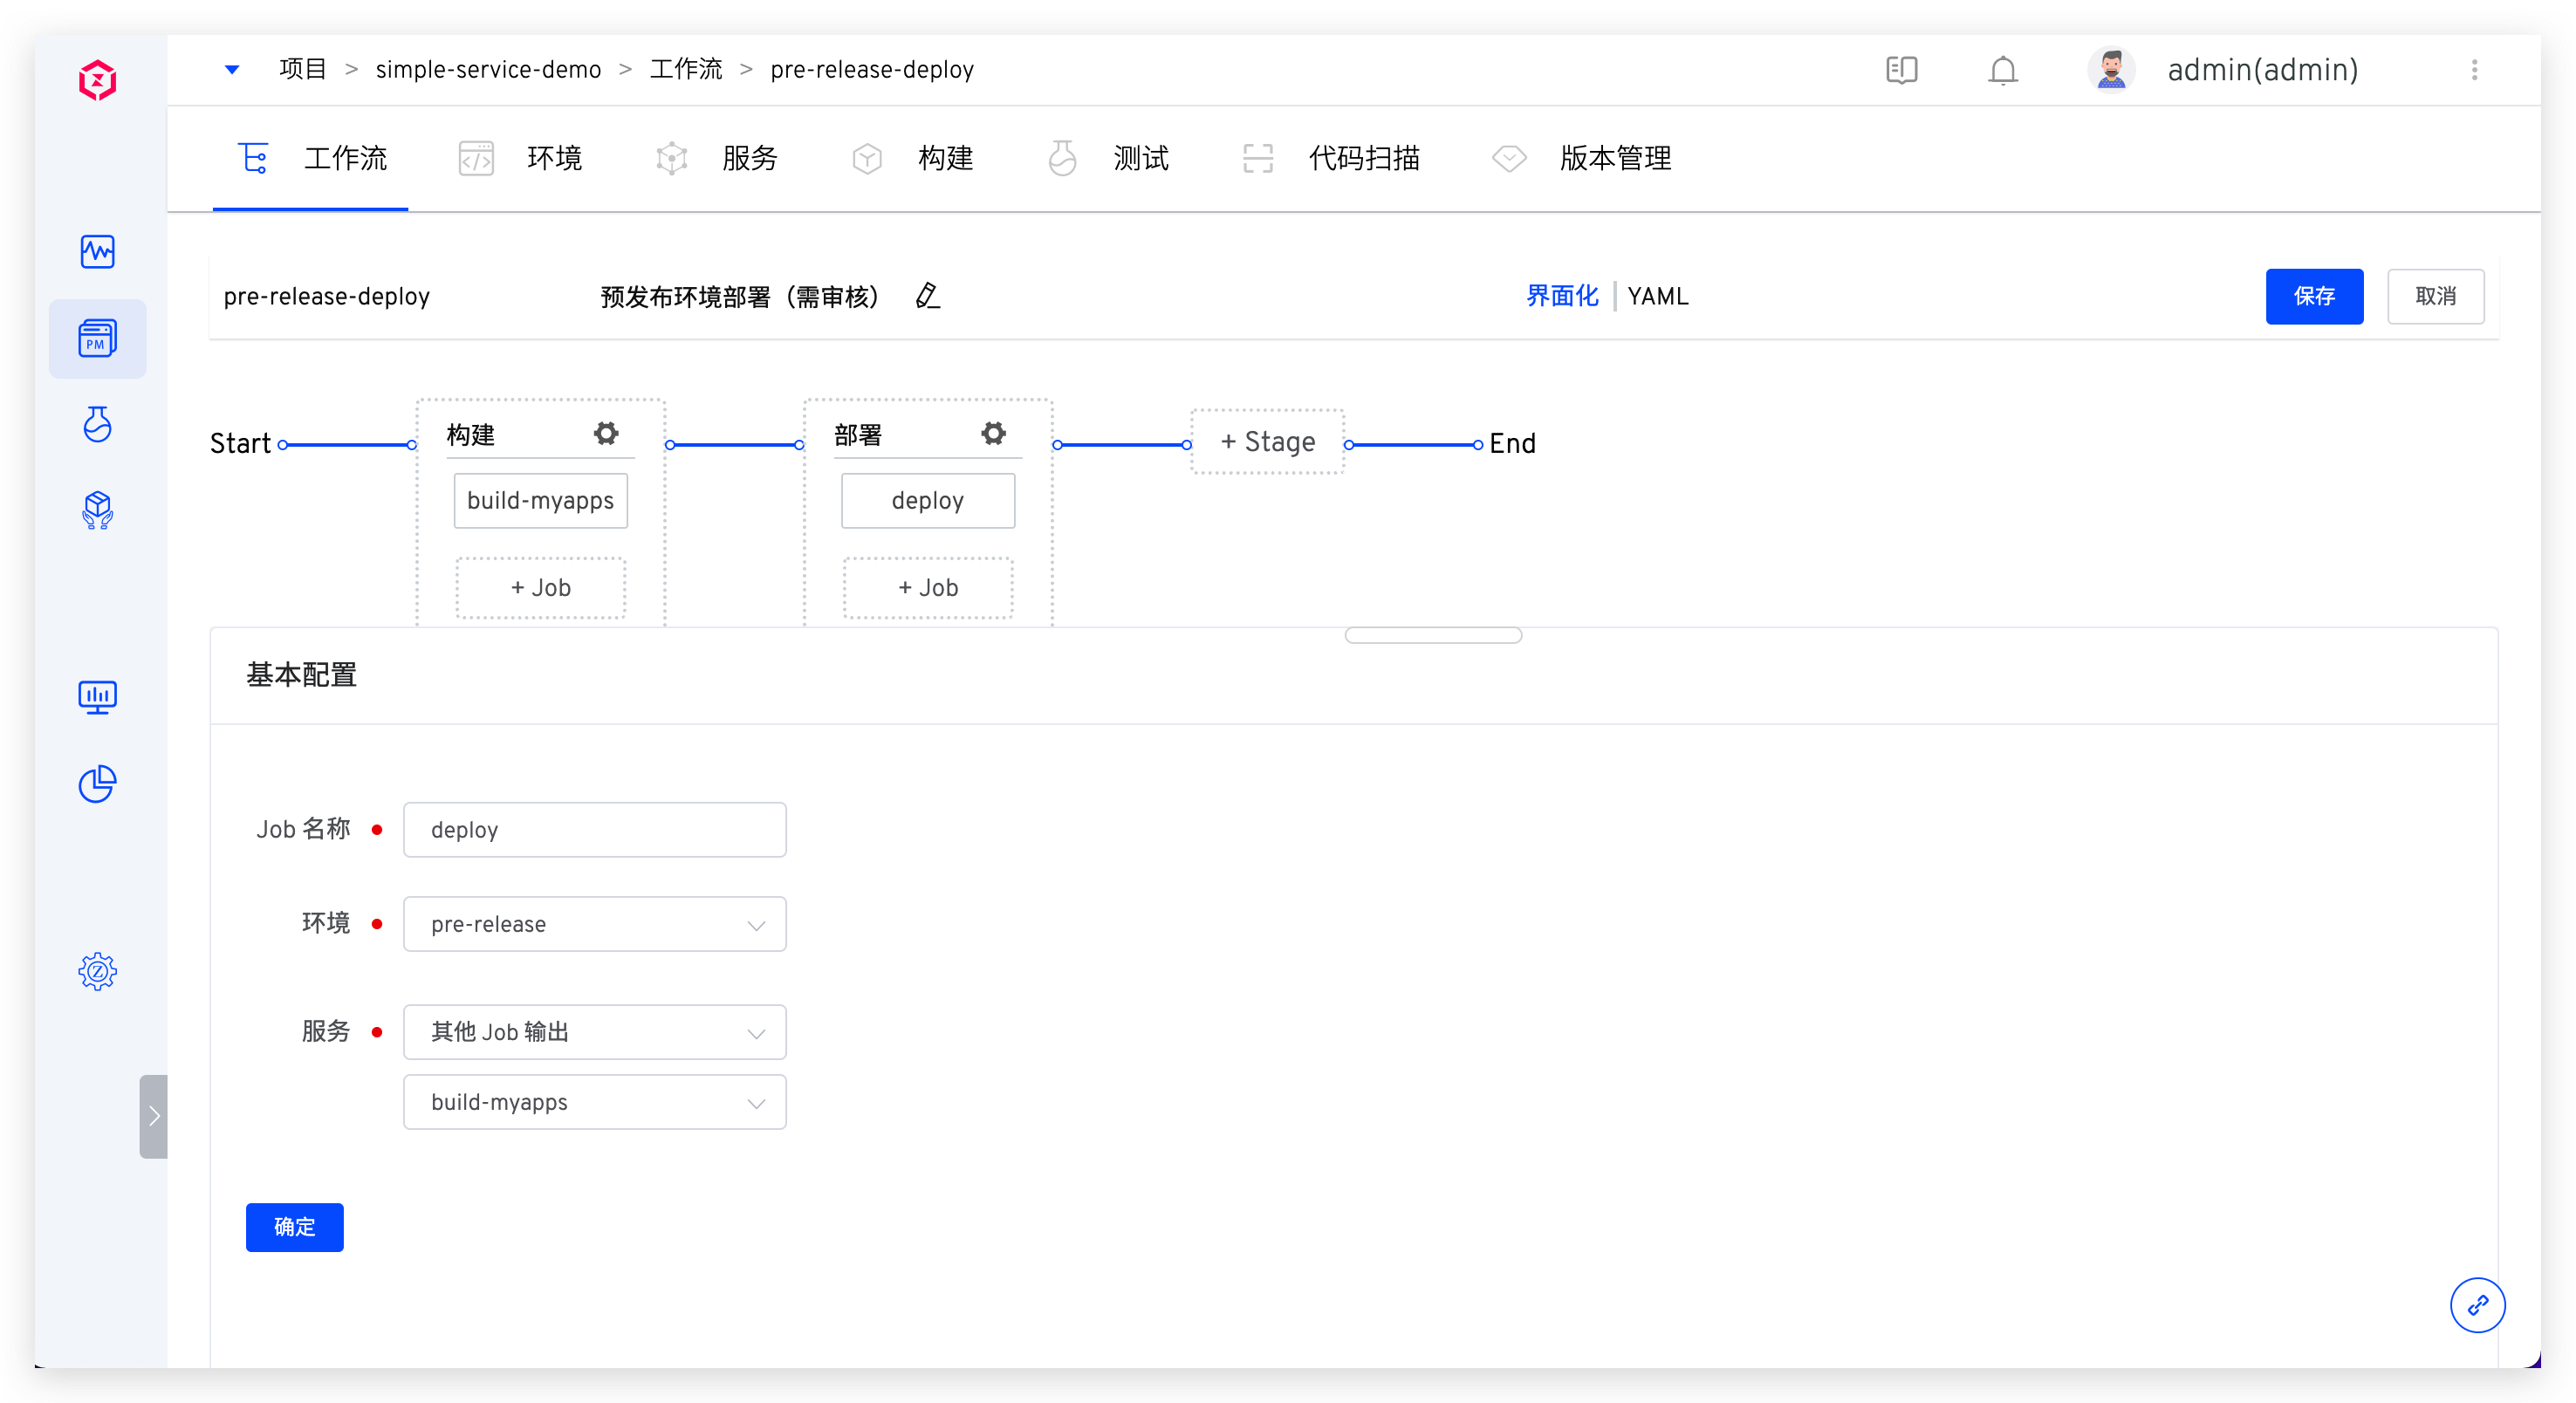 项目 > simple-service-demo > 工作流 > pre-release-deploy
admin(admin)
工作流 环境 服务 构建 测试 代码扫描 版本管理
PM
pre-release-deploy 预发布环境部署（需审核） 界面化 | YAML 保存 取消
Start 构建 部署 + Stage End
build-myapps deploy
+ Job + Job
基本配置
Job 名称 deploy
环境 pre-release
服务 其他 Job 输出
build-myapps
Z
确定